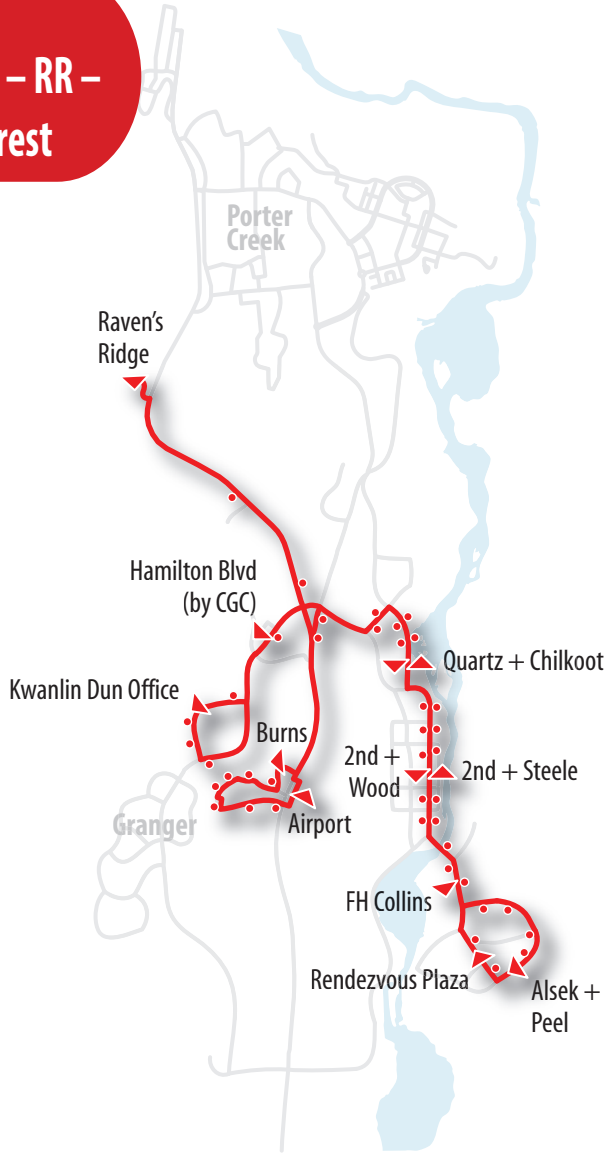 – RR –
rest
Porter
Creek
Raven's
Ridge
Hamilton Blvd
(by CGC)
Quartz + Chilkoot
Kwanlin Dun Office
Burns
2nd +
Wood
2nd + Steele
Granger
Airport
FH Collins
Rendezvous Plaza
Alsek +
Peel